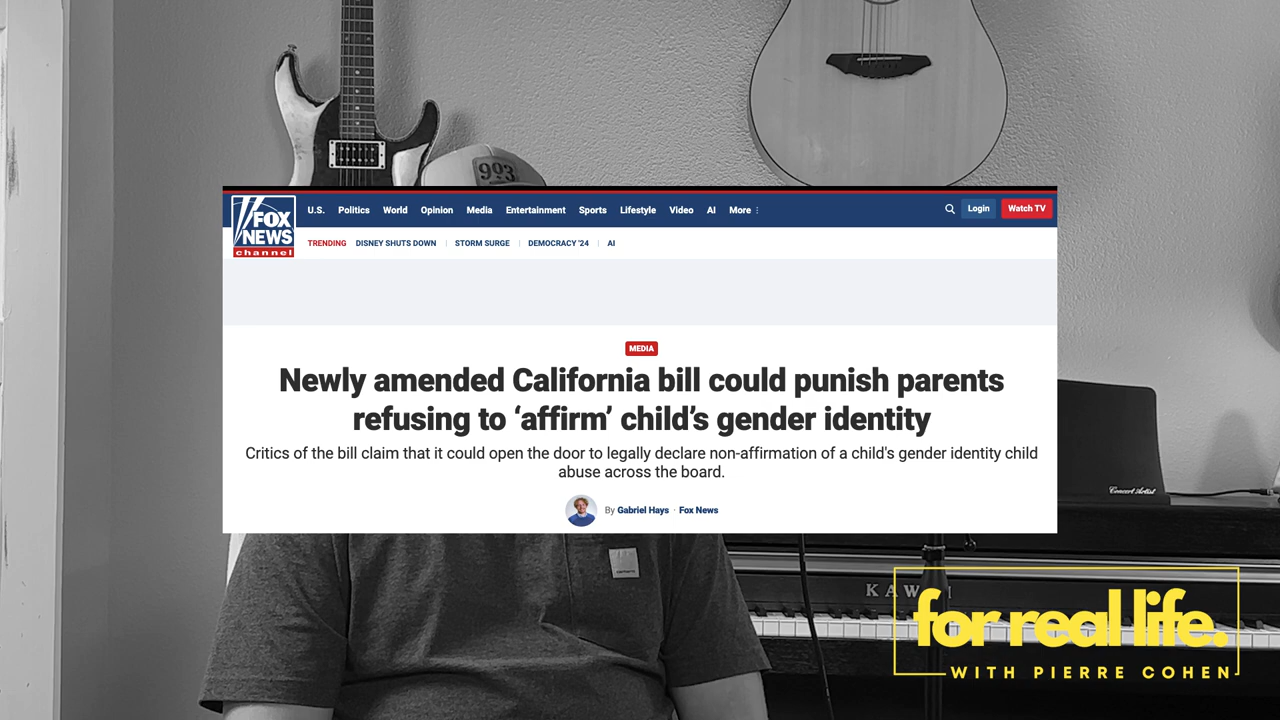 903
FOX
NEWS
channel
U.S. Politics World Opinion Media Entertainment Sports Lifestyle Video AI More
Login
Watch TV
TRENDING DISNEY SHUTS DOWN STORM SURGE DEMOCRACY '24 AI
MEDIA
Newly amended California bill could punish parents
refusing to ‘affirm’ child’s gender identity
Critics of the bill claim that it could open the door to legally declare non-affirmation of a child's gender identity child
abuse across the board.
By Gabriel Hays · Fox News
Concert Artist
carhartt
KAW
for real life.
WITH PIERRE COHEN